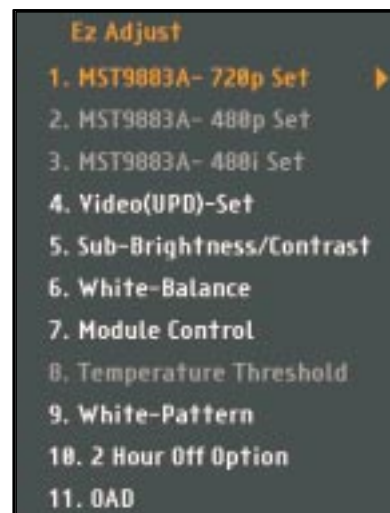 Ez Adjust
1. MST9883A- 720p Set
2. MST9883A- 480p Set
3. MST9883A- 480i Set
4. Video(UPD)-Set
5. Sub-Brightness/Contrast
6. White-Balance
7. Module Control
8. Temperature Threshold
9. White-Pattern
10. 2 Hour Off Option
11. OAD